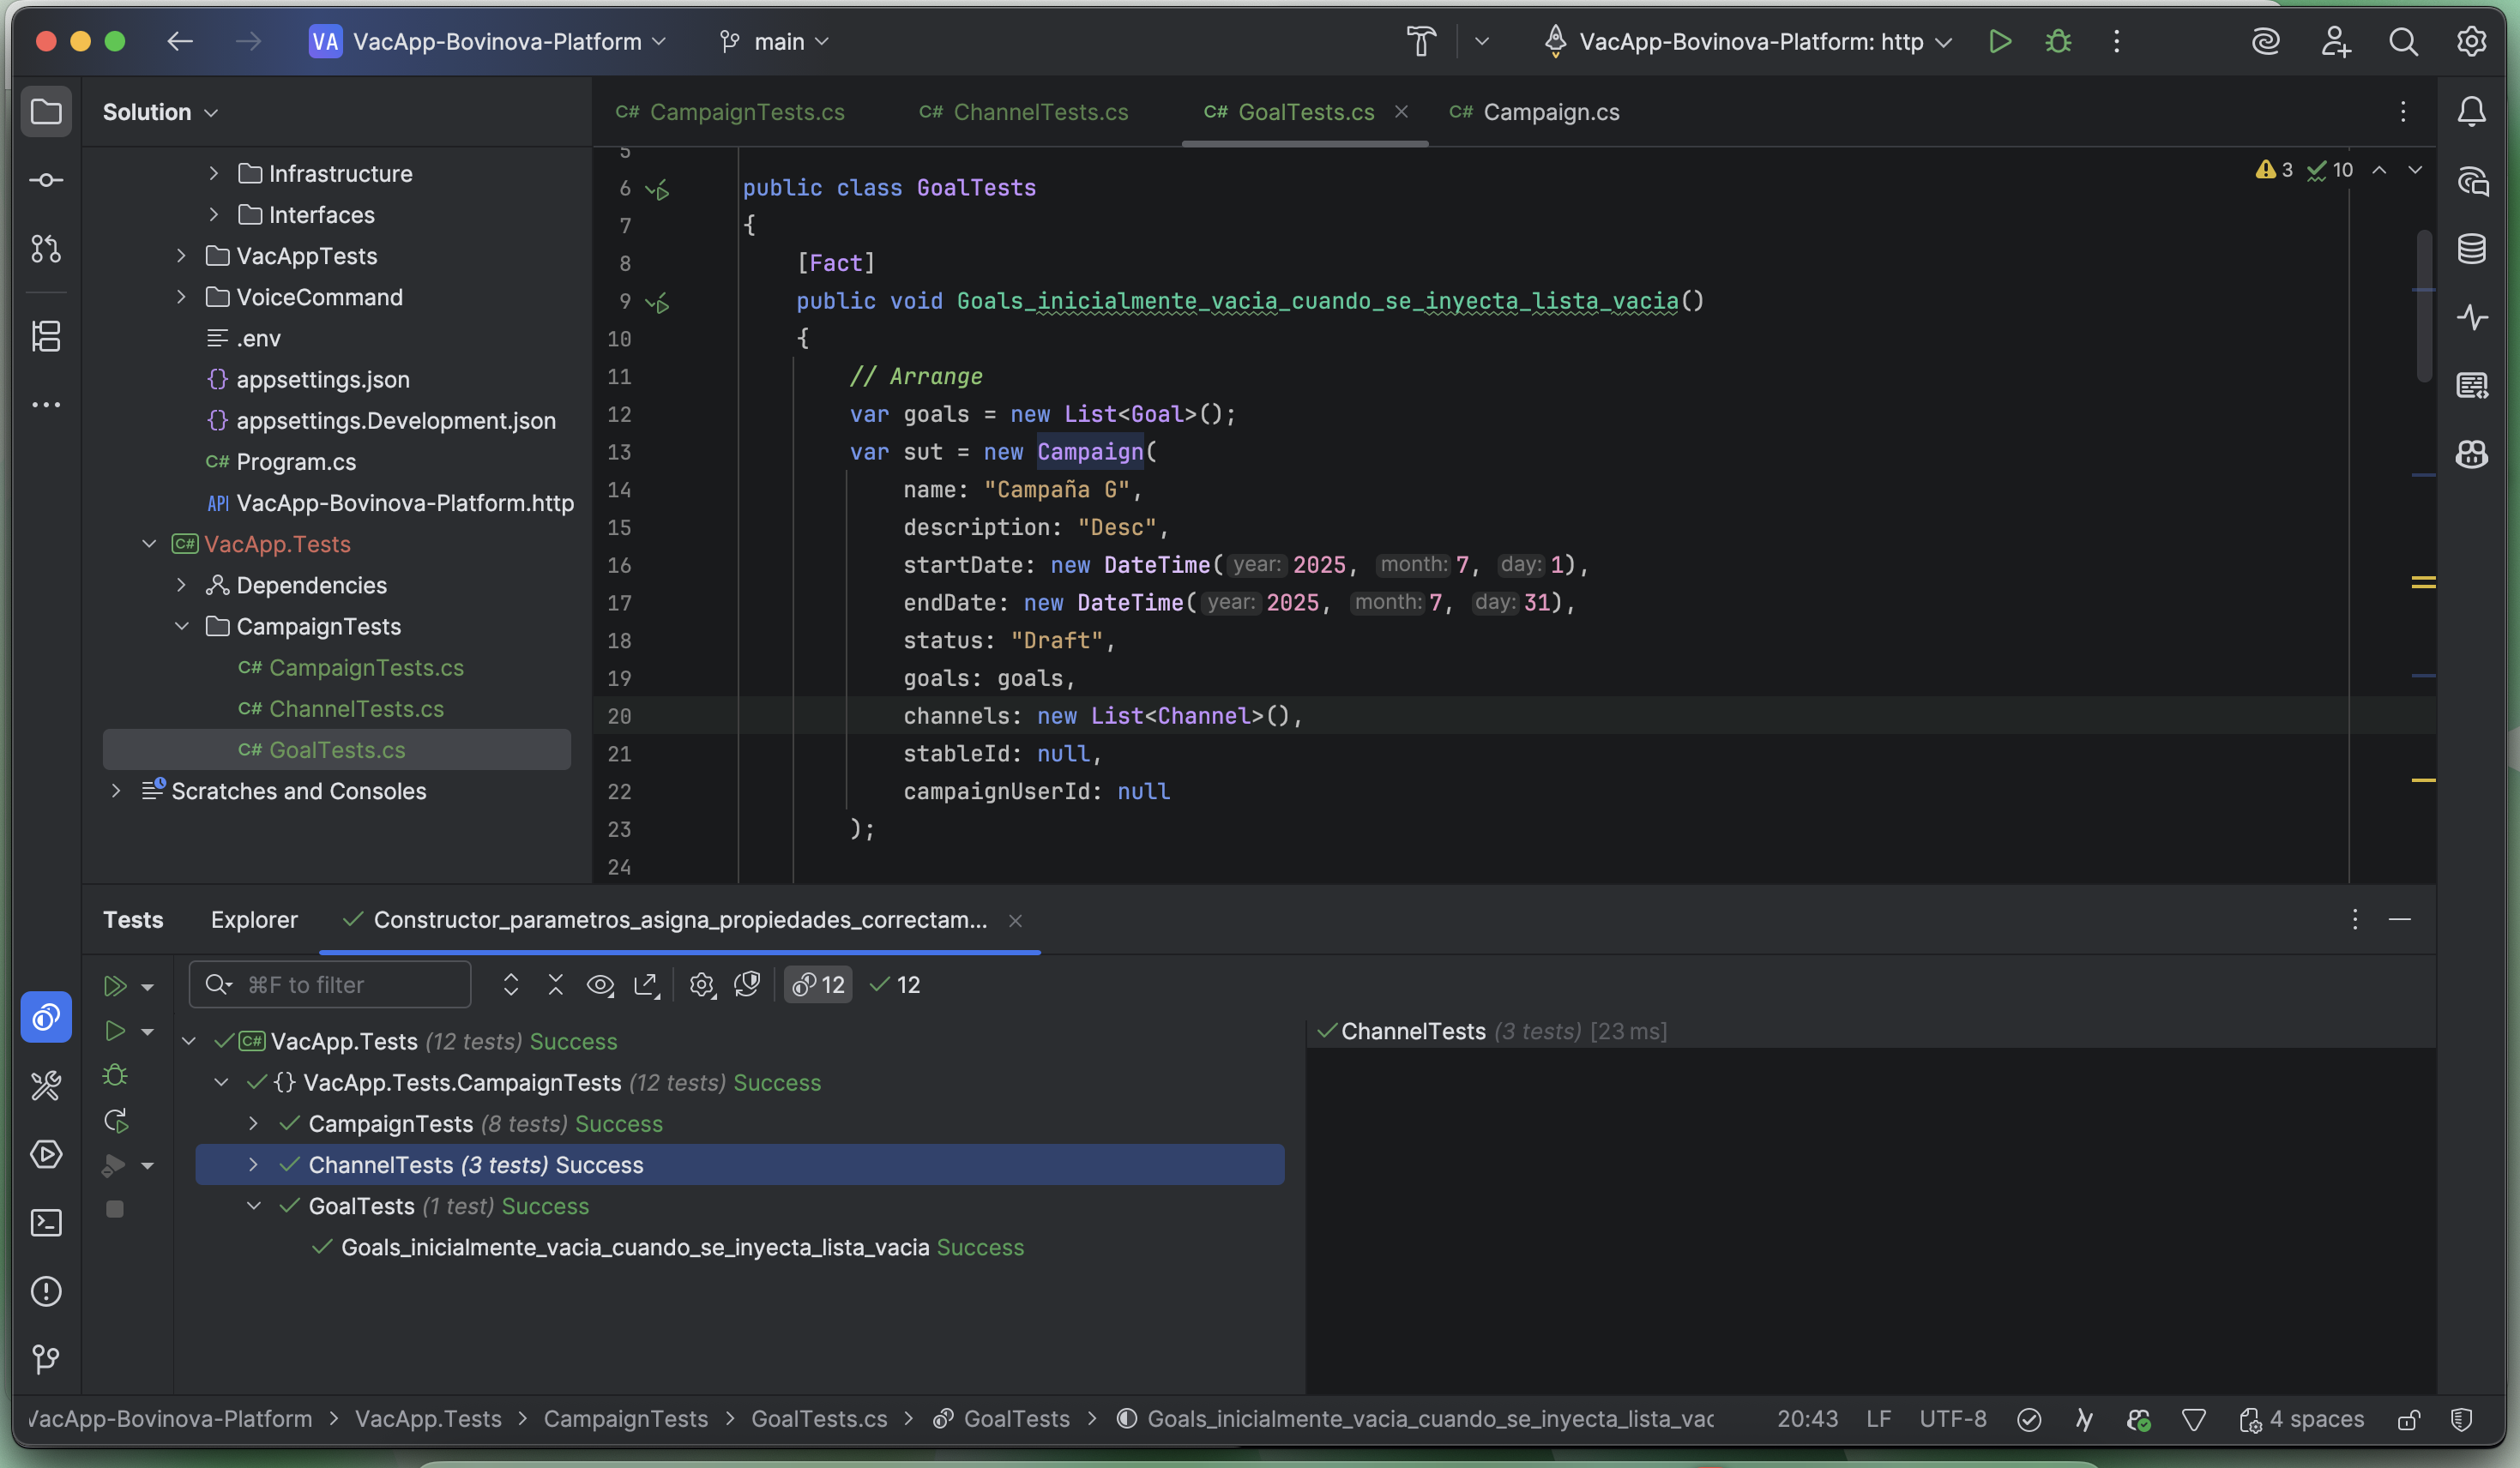 VA VacApp-Bovinova-Platform main VacApp-Bovinova-Platform: http
Solution
Infrastructure
Interfaces
VacAppTests
VoiceCommand
.env
{} appsettings.json
{} appsettings.Development.json
C# Program.cs
API VacApp-Bovinova-Platform.http
C# VacApp.Tests
Dependencies
CampaignTests
C# CampaignTests.cs
C# ChannelTests.cs
C# GoalTests.cs
Scratches and Consoles
C# CampaignTests.cs C# ChannelTests.cs C# GoalTests.cs C# Campaign.cs
3 10
5
6 public class GoalTests
7 {
8 [Fact]
9 public void Goals_inicialmente_vacia_cuando_se_inyecta_lista_vacia()
10 {
11 // Arrange
12 var goals = new List<Goal>();
13 var sut = new Campaign(
14 name: "Campaña G",
15 description: "Desc",
16 startDate: new DateTime( year: 2025, month: 7, day: 1),
17 endDate: new DateTime( year: 2025, month: 7, day: 31),
18 status: "Draft",
19 goals: goals,
20 channels: new List<Channel>(),
21 stableId: null,
22 campaignUserId: null
23 );
24
Tests Explorer Constructor_parametros_asigna_propiedades_correctam...
⌘F to filter 12 12
C# VacApp.Tests (12 tests) Success
{} VacApp.Tests.CampaignTests (12 tests) Success
CampaignTests (8 tests) Success
ChannelTests (3 tests) Success
GoalTests (1 test) Success
Goals_inicialmente_vacia_cuando_se_inyecta_lista_vacia Success
ChannelTests (3 tests) [23 ms]
VacApp-Bovinova-Platform > VacApp.Tests > CampaignTests > GoalTests.cs > GoalTests > Goals_inicialmente_vacia_cuando_se_inyecta_lista_vac 20:43 LF UTF-8 4 spaces